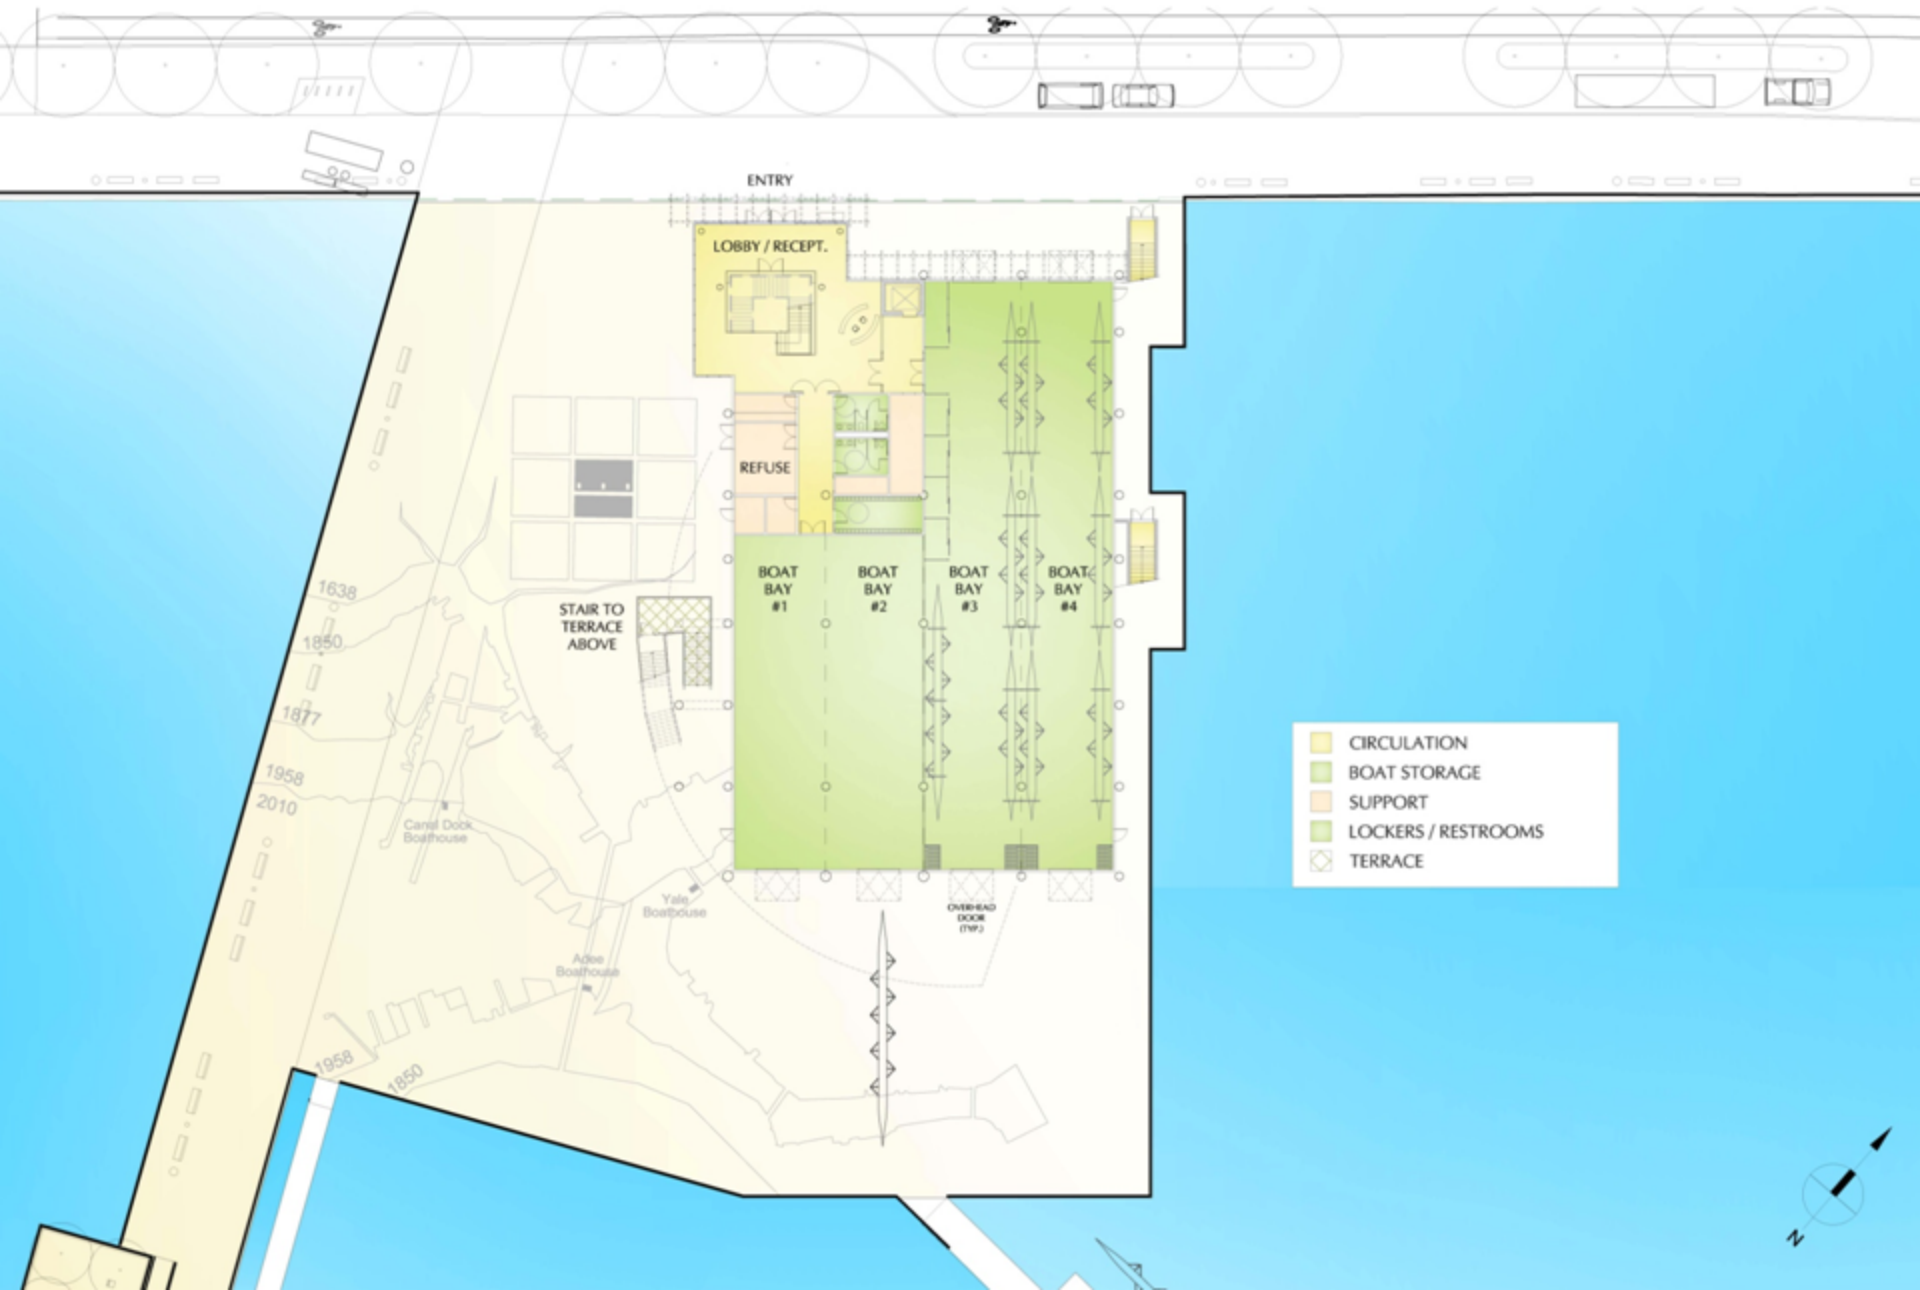 ENTRY
LOBBY / RECEPT.
REFUSE
BOAT
BAY
#1
BOAT
BAY
#2
BOAT
BAY
#3
BOAT
BAY
#4
STAIR TO
TERRACE
ABOVE
1638
1850
1877
1958
2010
Canal Dock
Boathouse
Yale
Boathouse
Adee
Boathouse
OVERHEAD
DOOR
(TYP.)
1958
1850
CIRCULATION
BOAT STORAGE
SUPPORT
LOCKERS / RESTROOMS
TERRACE
N